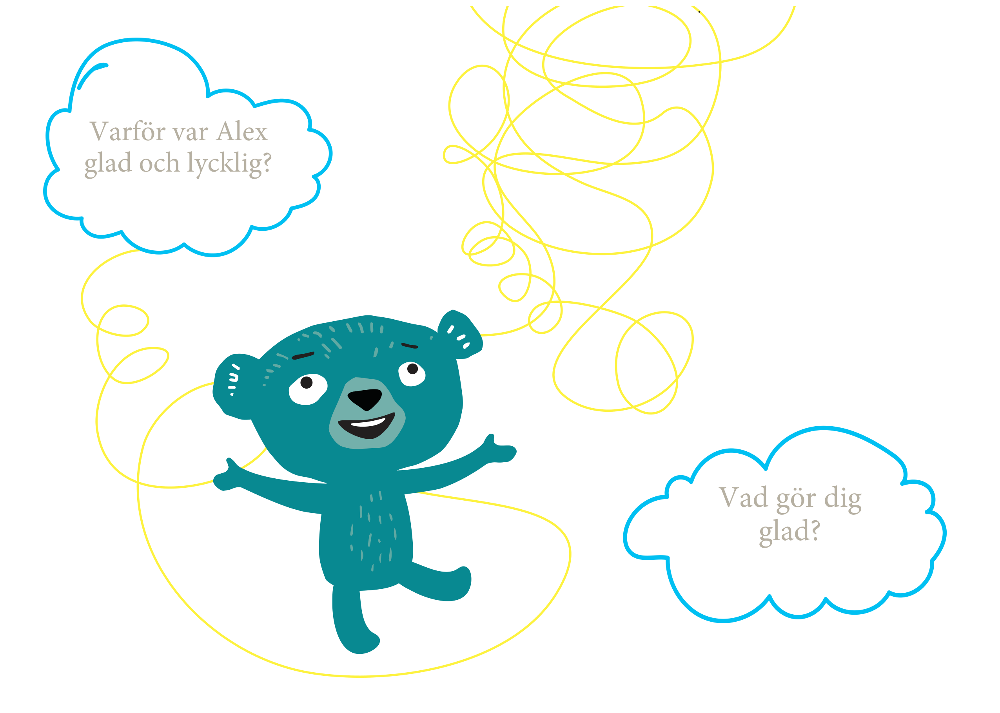 Varför var Alex
glad och lycklig?
Vad gör dig
glad?